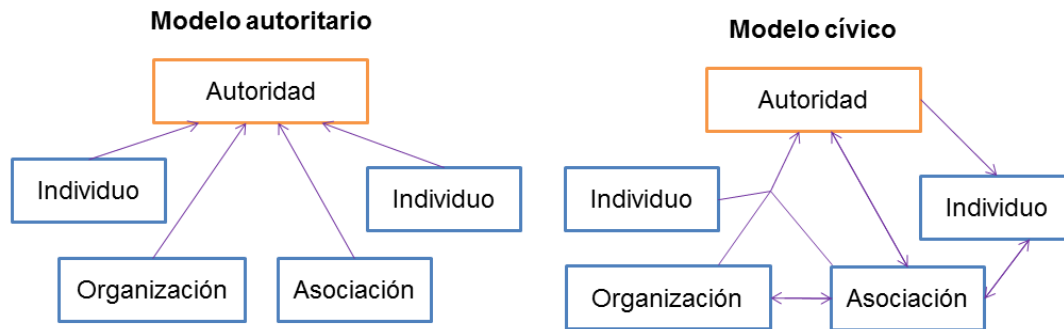 Modelo autoritario
Autoridad
Individuo
Individuo
Organización
Asociación
Modelo cívico
Autoridad
Individuo
Individuo
Organización
Asociación